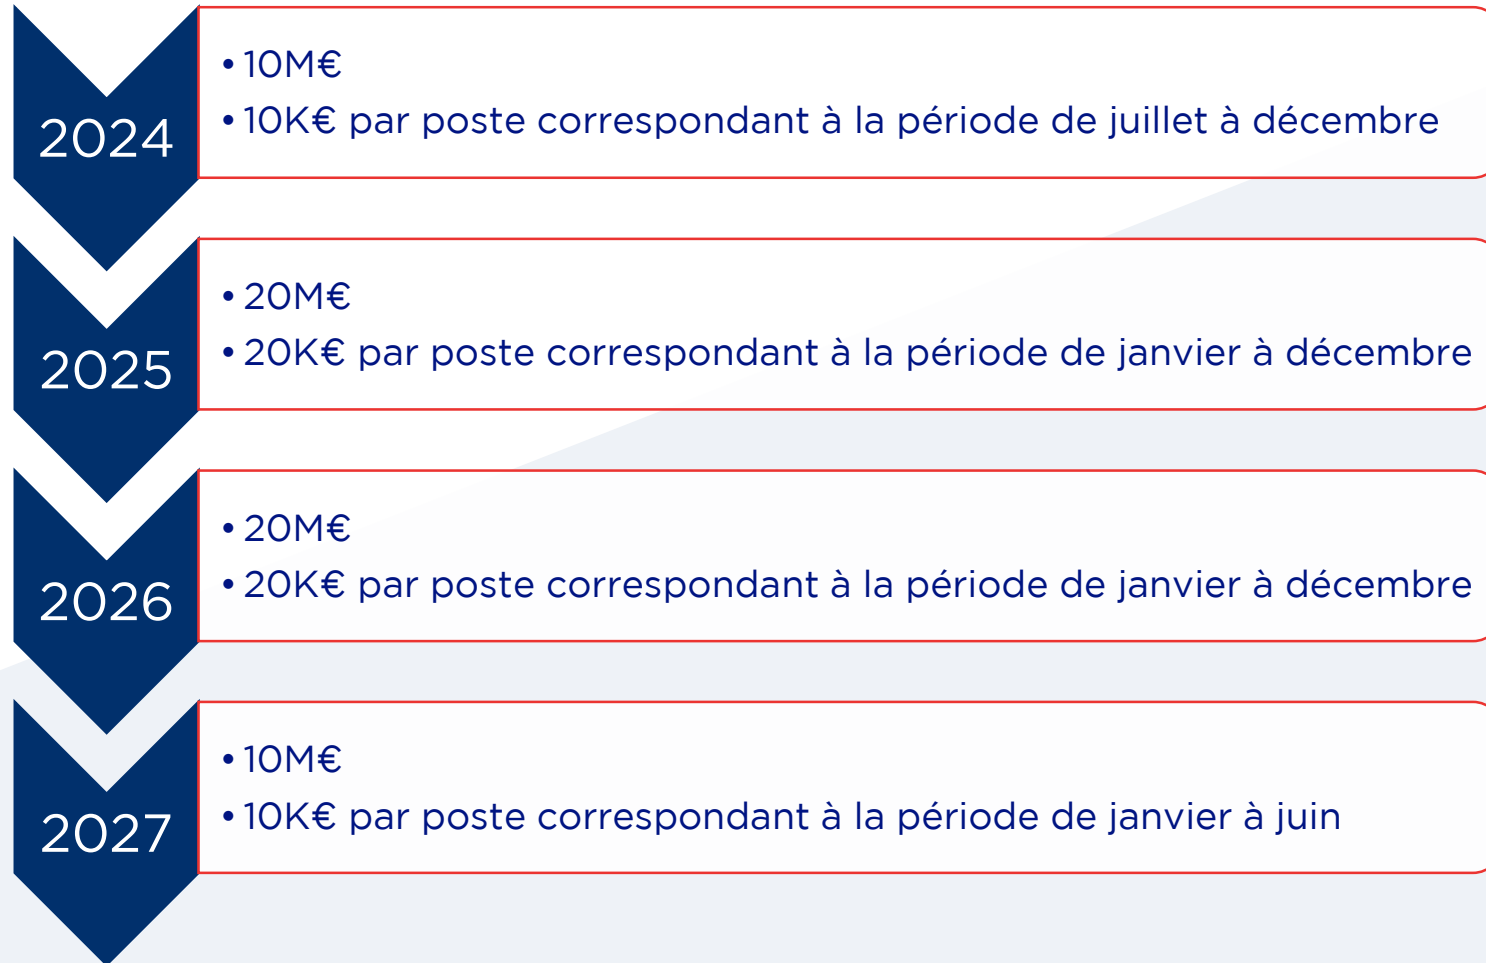 2024
• 10M€
• 10K€ par poste correspondant à la période de juillet à décembre
2025
• 20M€
• 20K€ par poste correspondant à la période de janvier à décembre
2026
• 20M€
• 20K€ par poste correspondant à la période de janvier à décembre
2027
• 10M€
• 10K€ par poste correspondant à la période de janvier à juin